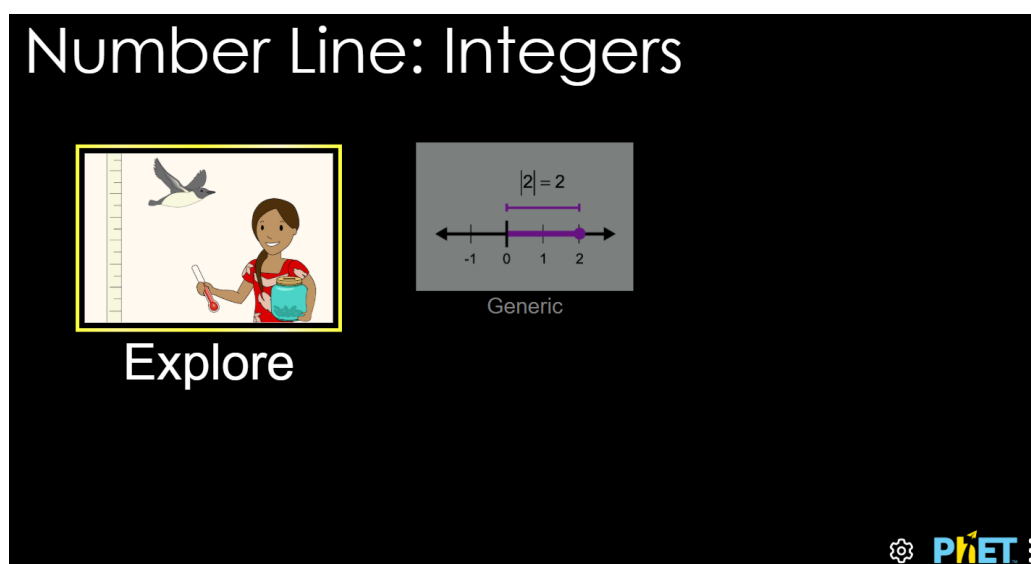 Number Line: Integers
|2| = 2
-1 0 1 2
Generic
Explore
PhET